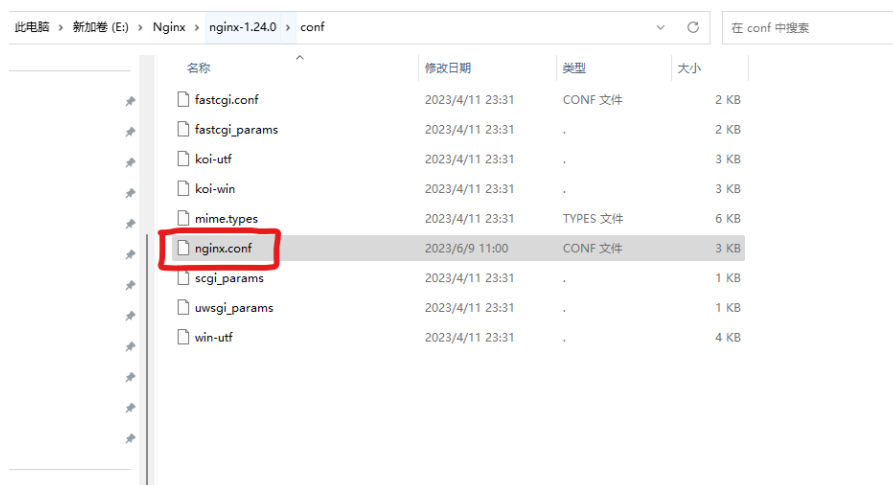 此电脑 › 新加卷 (E:) › Nginx › nginx-1.24.0 › conf
在 conf 中搜索
名称 修改日期 类型 大小
fastcgi.conf 2023/4/11 23:31 CONF 文件 2 KB
fastcgi_params 2023/4/11 23:31 . 2 KB
koi-utf 2023/4/11 23:31 . 3 KB
koi-win 2023/4/11 23:31 . 3 KB
mime.types 2023/4/11 23:31 TYPES 文件 6 KB
nginx.conf 2023/6/9 11:00 CONF 文件 3 KB
scgi_params 2023/4/11 23:31 . 1 KB
uwsgi_params 2023/4/11 23:31 . 1 KB
win-utf 2023/4/11 23:31 . 4 KB